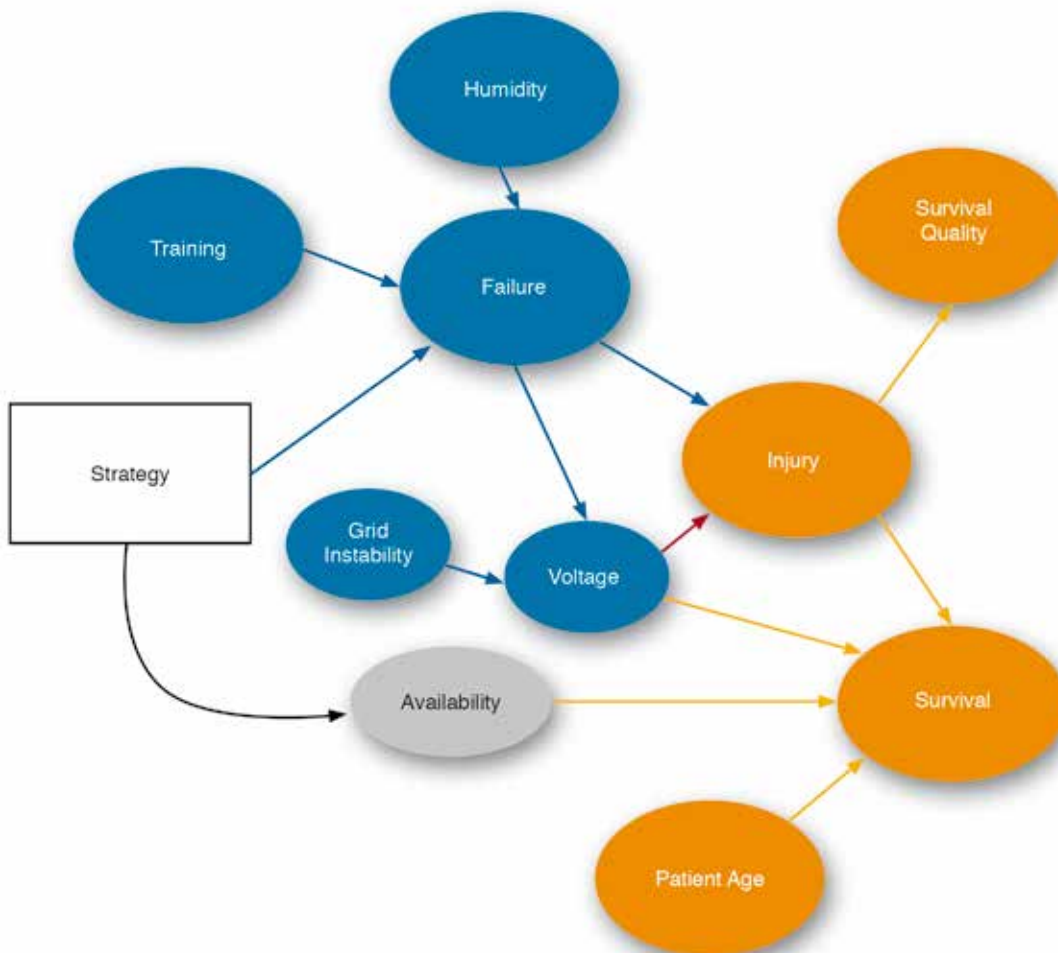 Humidity
Survival
Quality
Training
Failure
Strategy
Injury
Grid
Instability
Voltage
Availability
Survival
Patient Age